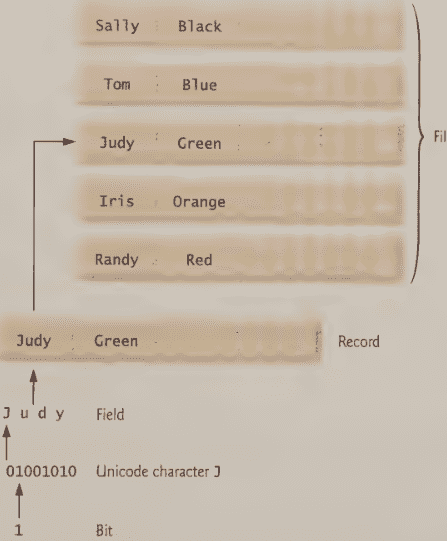 Sally Black
Tom Blue
Judy Green
Fil
Iris Orange
Randy Red
Judy Green Record
J u d y Field
01001010 Unicode character J
1 Bit